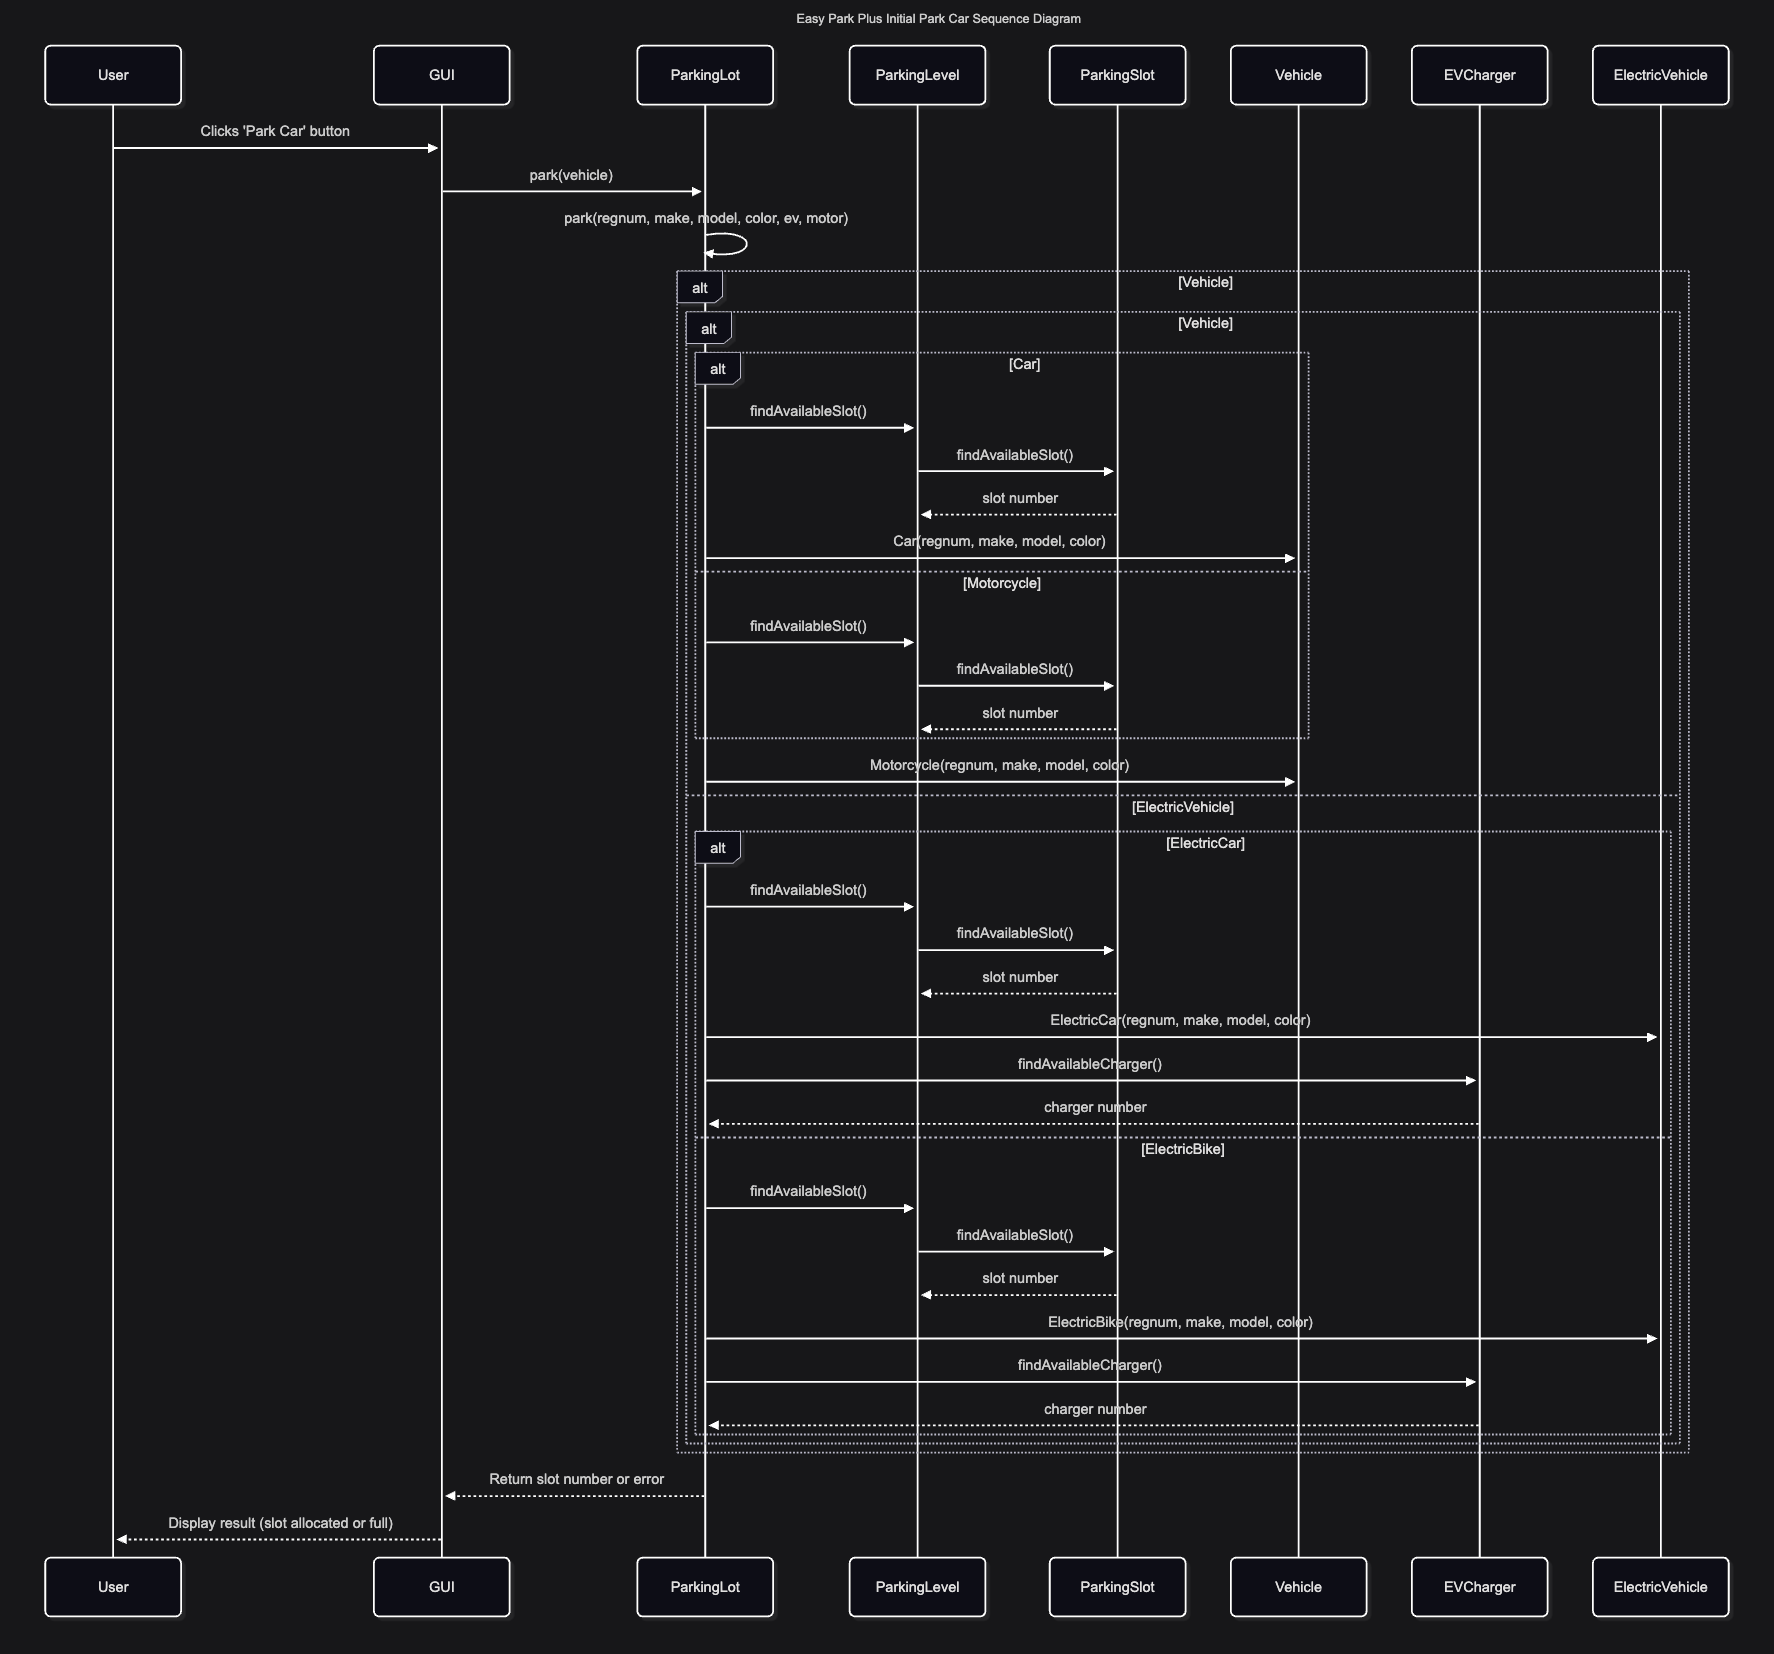 Easy Park Plus Initial Park Car Sequence Diagram
User
GUI
ParkingLot
ParkingLevel
ParkingSlot
Vehicle
EVCharger
ElectricVehicle
Clicks 'Park Car' button
park(vehicle)
park(regnum, make, model, color, ev, motor)
alt
[Vehicle]
alt
[Vehicle]
alt
[Car]
findAvailableSlot()
findAvailableSlot()
slot number
Car(regnum, make, model, color)
[Motorcycle]
findAvailableSlot()
findAvailableSlot()
slot number
Motorcycle(regnum, make, model, color)
[ElectricVehicle]
alt
[ElectricCar]
findAvailableSlot()
findAvailableSlot()
slot number
ElectricCar(regnum, make, model, color)
findAvailableCharger()
charger number
[ElectricBike]
findAvailableSlot()
findAvailableSlot()
slot number
ElectricBike(regnum, make, model, color)
findAvailableCharger()
charger number
Return slot number or error
Display result (slot allocated or full)
User
GUI
ParkingLot
ParkingLevel
ParkingSlot
Vehicle
EVCharger
ElectricVehicle